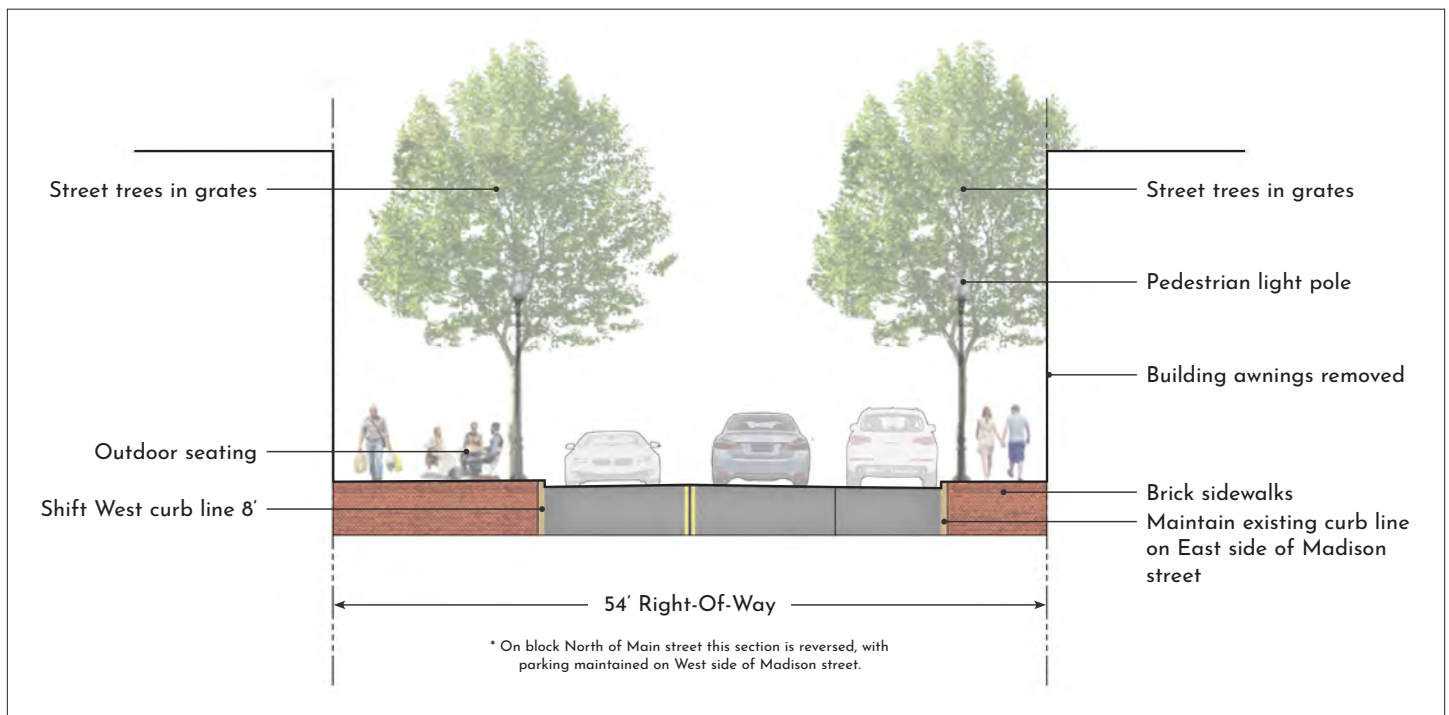 Street trees in grates
Outdoor seating
Shift West curb line 8'
Street trees in grates
Pedestrian light pole
Building awnings removed
Brick sidewalks
Maintain existing curb line
on East side of Madison
street
54' Right-Of-Way
* On block North of Main street this section is reversed, with
parking maintained on West side of Madison street.